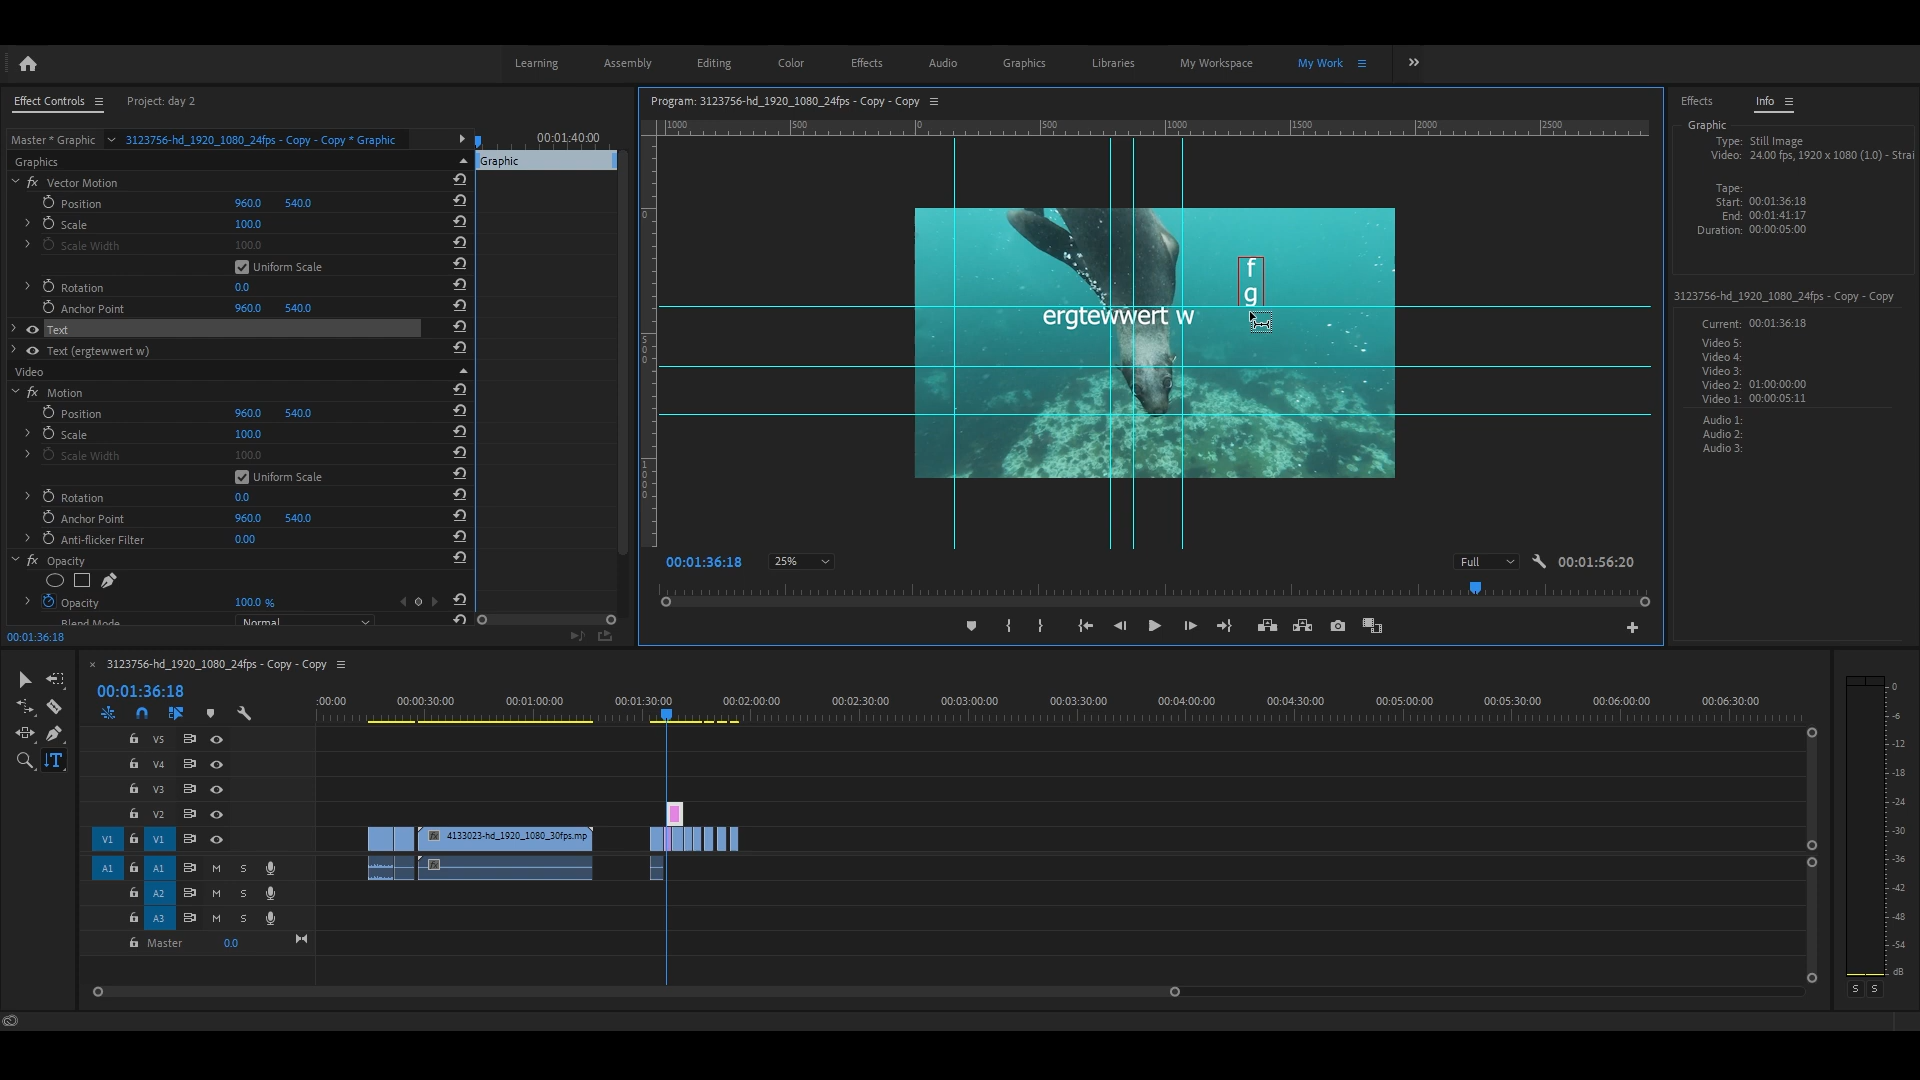 Learning
Assembly
Editing
Color
Effects
Audio
Graphics
Libraries
My Workspace
My Work
Effect Controls
Project: day 2
Master * Graphic
3123756-hd_1920_1080_24fps - Copy - Copy * Graphic
00:01:40:00
Graphics
Graphic
fx Vector Motion
Position 960.0 540.0
Scale 100.0
Scale Width 100.0
Uniform Scale
Rotation 0.0
Anchor Point 960.0 540.0
Text
Text (ergtewwert w)
Video
fx Motion
Position 960.0 540.0
Scale 100.0
Scale Width 100.0
Uniform Scale
Rotation 0.0
Anchor Point 960.0 540.0
Anti-flicker Filter 0.00
fx Opacity
Opacity 100.0 %
Blend Mode Normal
00:01:36:18
Program: 3123756-hd_1920_1080_24fps - Copy - Copy
1000 500 0 500 1000 1500 2000 2500
0
500
1000
f
g
ergtewwert w
00:01:36:18
25%
Full
00:01:56:20
Effects
Info
Graphic
Type: Still Image
Video: 24.00 fps, 1920 x 1080 (1.0) - Strai
Tape:
Start: 00:01:36:18
End: 00:01:41:17
Duration: 00:00:05:00
3123756-hd_1920_1080_24fps - Copy - Copy
Current: 00:01:36:18
Video 5:
Video 4:
Video 3:
Video 2: 01:00:00:00
Video 1: 00:00:05:11
Audio 1:
Audio 2:
Audio 3:
× 3123756-hd_1920_1080_24fps - Copy - Copy
00:01:36:18
:00:00 00:00:30:00 00:01:00:00 00:01:30:00 00:02:00:00 00:02:30:00 00:03:00:00 00:03:30:00 00:04:00:00 00:04:30:00 00:05:00:00 00:05:30:00 00:06:00:00 00:06:30:00
V5
V4
V3
V2
V1 V1
4133023-hd_1920_1080_30fps.mp
A1 A1 M S
A2 M S
A3 M S
Master 0.0
0
-6
-12
-18
-24
-30
-36
-42
-48
-54
dB
S S